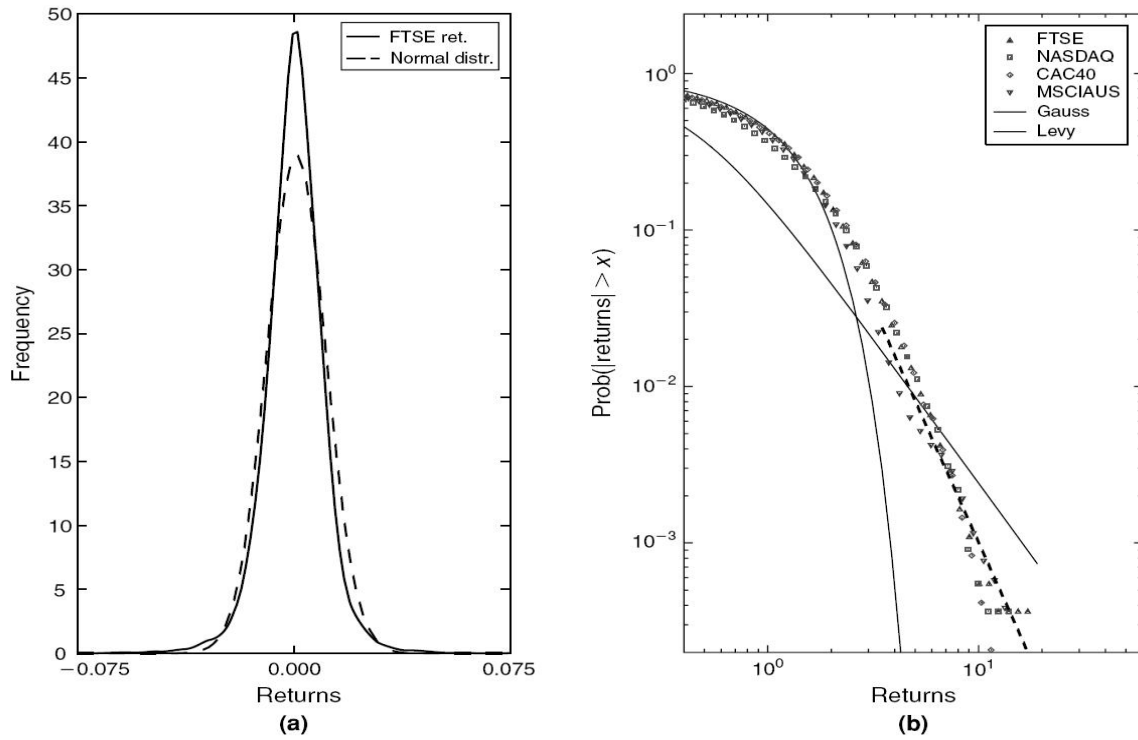 50
45
40
35
30
25
20
15
10
5
0
Frequency
FTSE ret.
Normal distr.
−0.075
0.000
0.075
Returns
(a)
10^0
10^−1
10^−2
10^−3
Prob(|returns| > x)
FTSE
NASDAQ
CAC40
MSCIAUS
Gauss
Levy
10^0
10^1
Returns
(b)